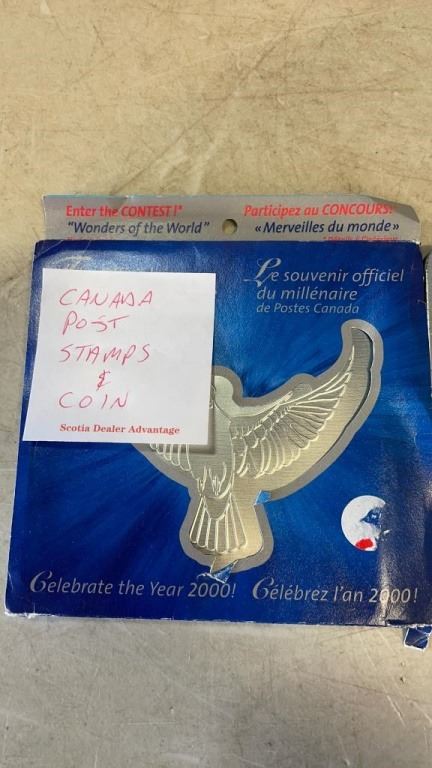 Enter the CONTEST!*
"Wonders of the World"
Participez au CONCOURS!
« Merveilles du monde »
Le souvenir officiel
du millénaire
de Postes Canada
CANADA
POST
STAMPS
&
COIN
Scotia Dealer Advantage
Celebrate the Year 2000!
Célébrez l'an 2000!